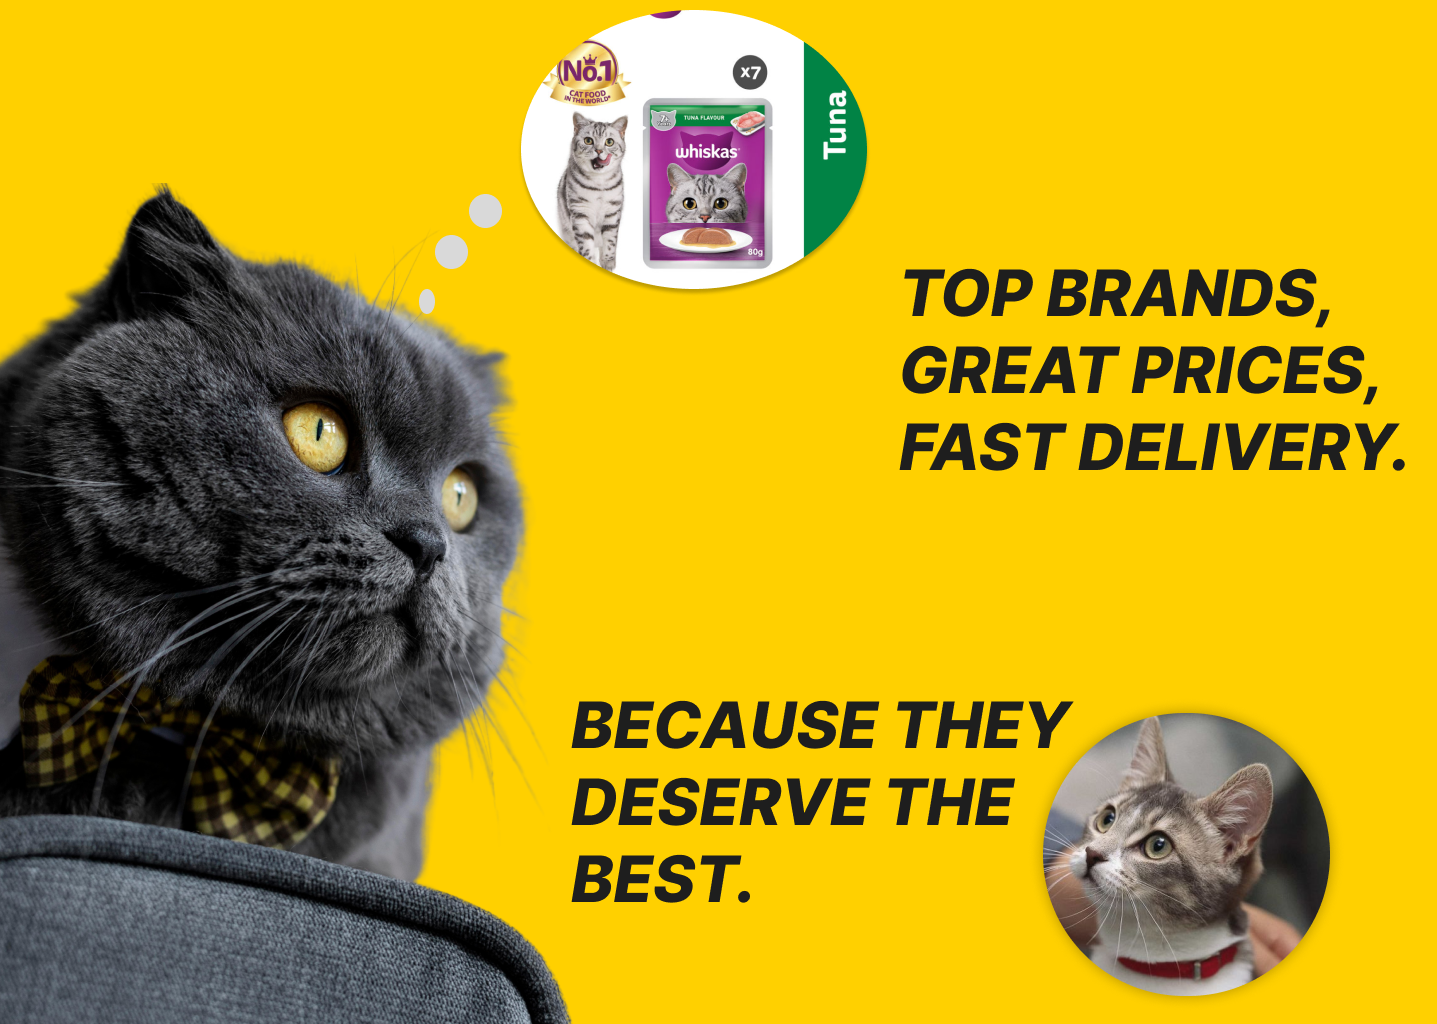 No.1
CAT FOOD
IN THE WORLD*
x7
Tuna
7+
TUNA FLAVOUR
whiskas
80g
TOP BRANDS,
GREAT PRICES,
FAST DELIVERY.
BECAUSE THEY
DESERVE THE
BEST.